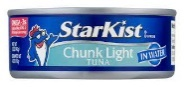 StarKist
Chunk Light
TUNA
IN WATER